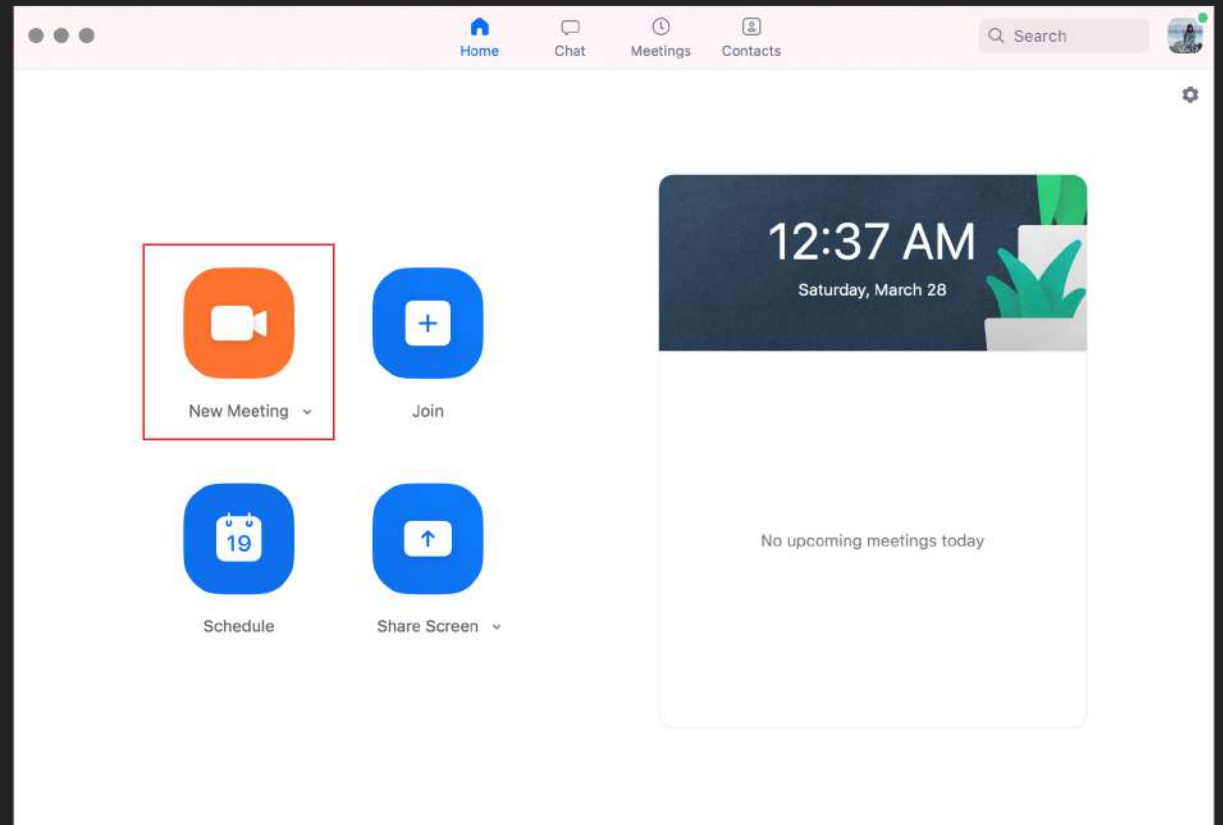 Home Chat Meetings Contacts
Search
12:37 AM
Saturday, March 28
New Meeting
Join
19
No upcoming meetings today
Schedule
Share Screen